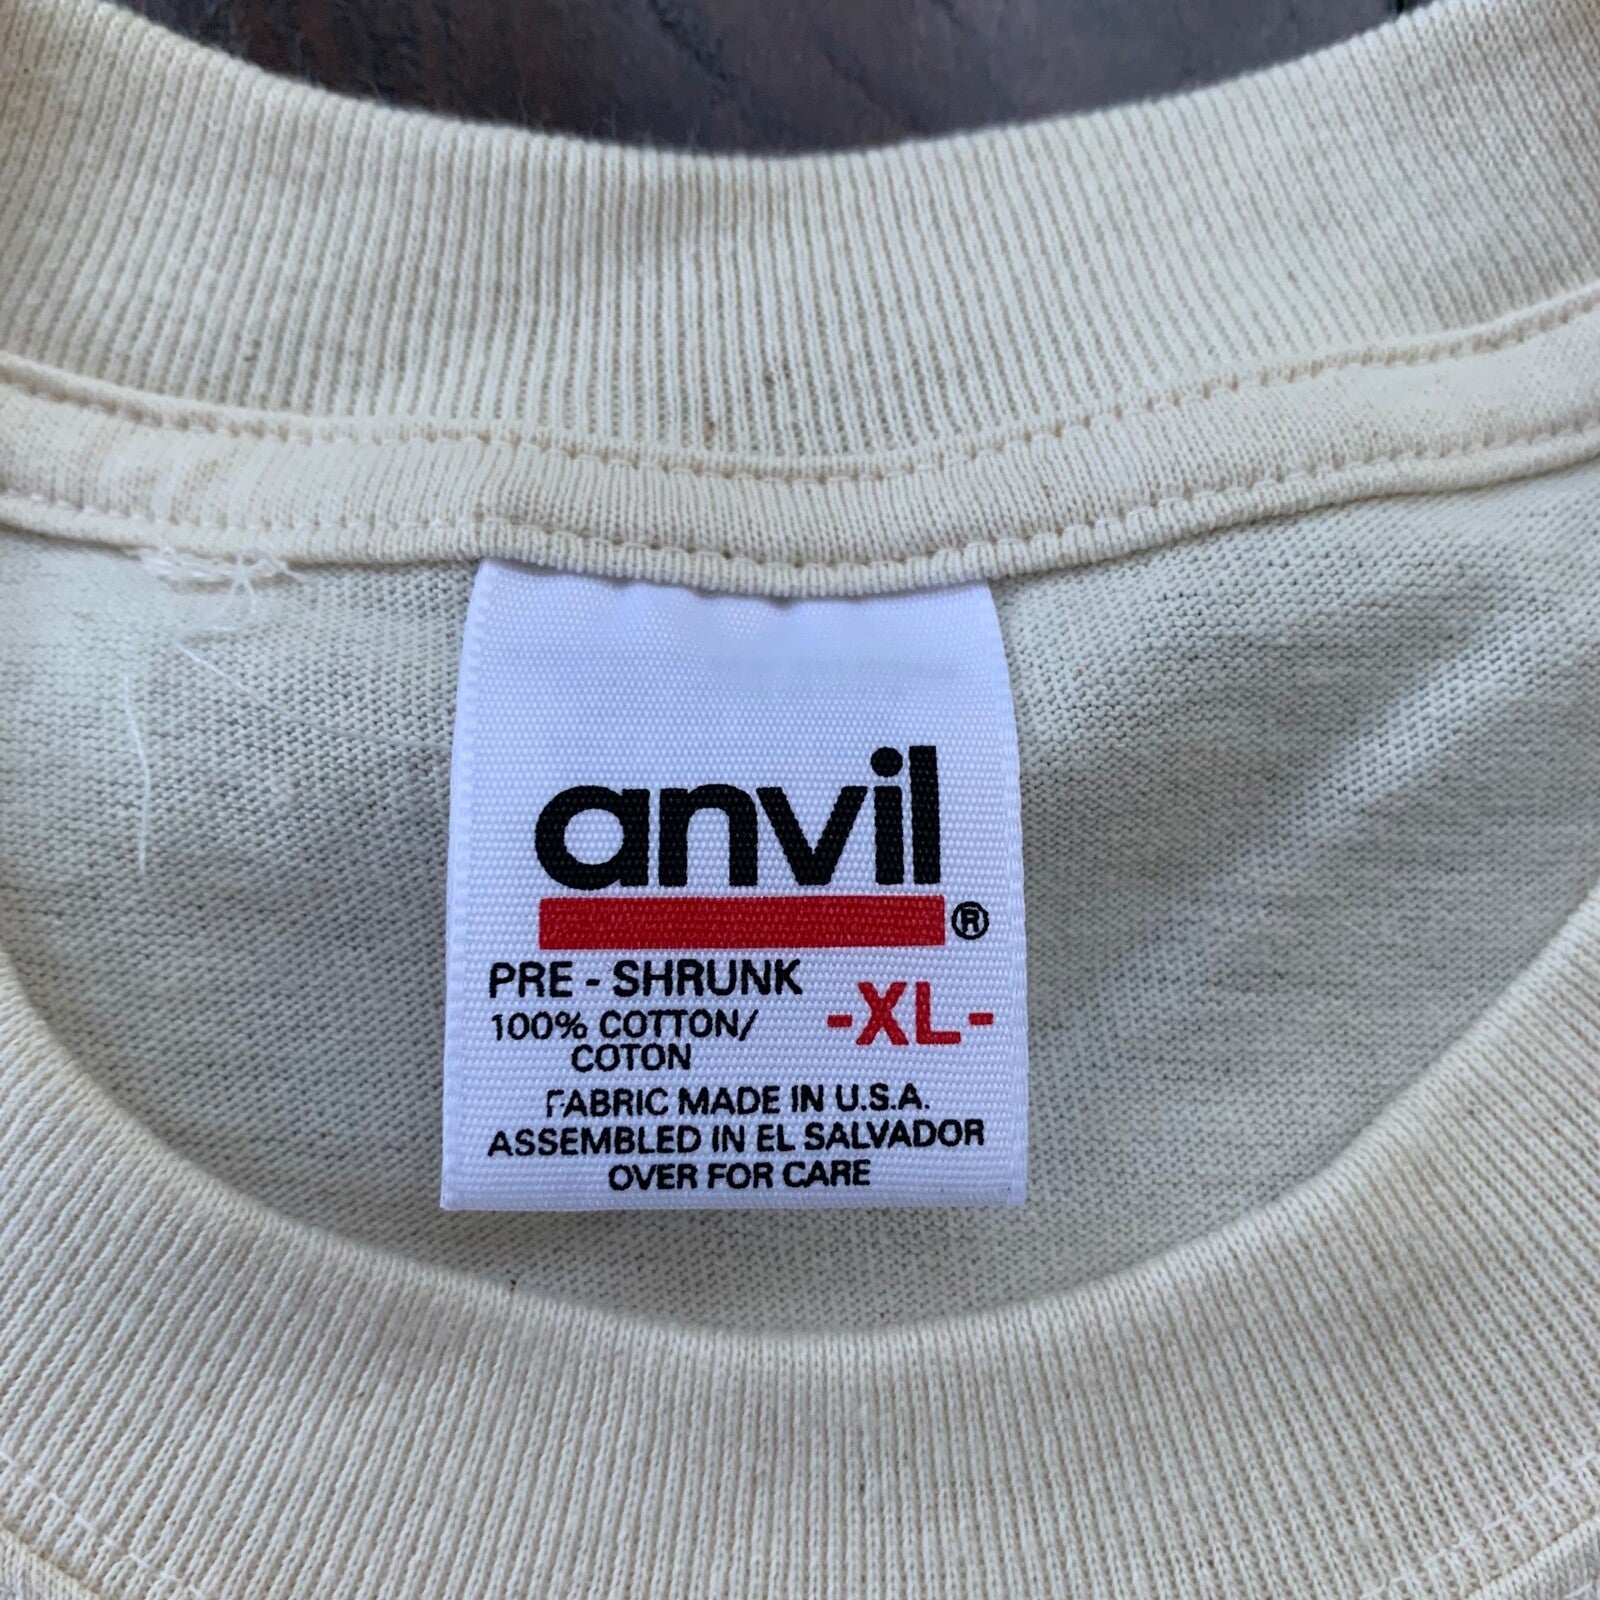 anvil®
PRE - SHRUNK
-XL-
100% COTTON/
COTON
FABRIC MADE IN U.S.A.
ASSEMBLED IN EL SALVADOR
OVER FOR CARE